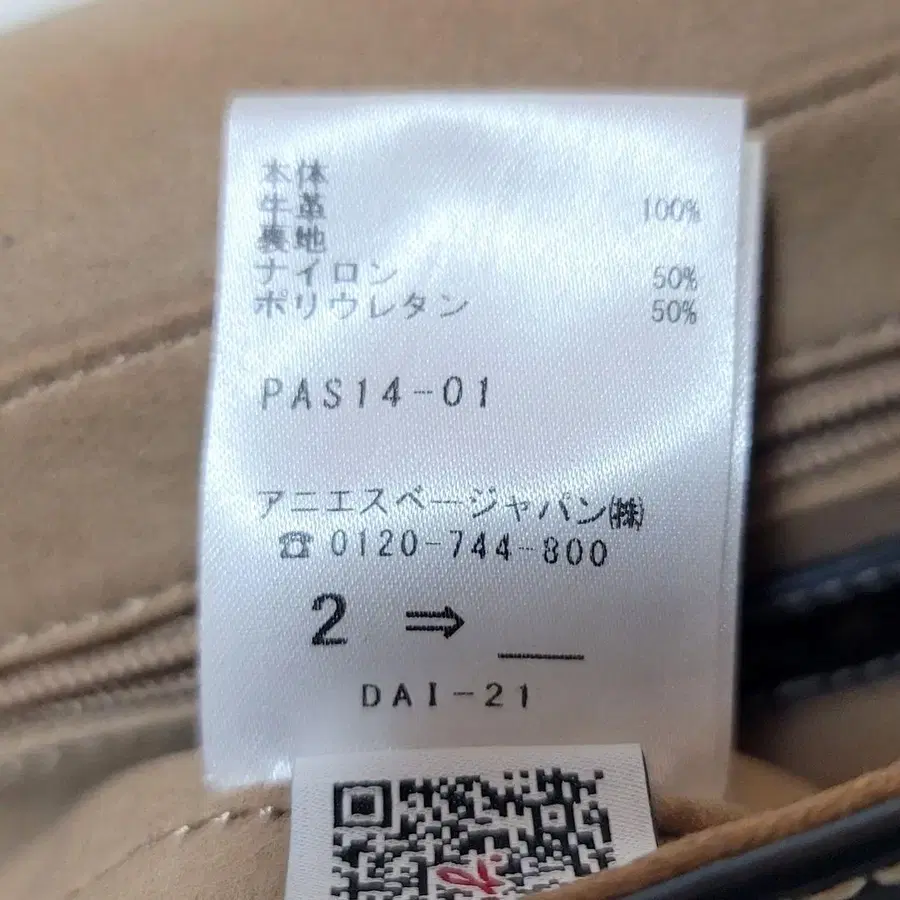 本体
牛革 100%
裏地
ナイロン 50%
ポリウレタン 50%
PAS14-01
アニエスベージャパン㈱
☎0120-744-800
2 ⇒ __
DAI-21